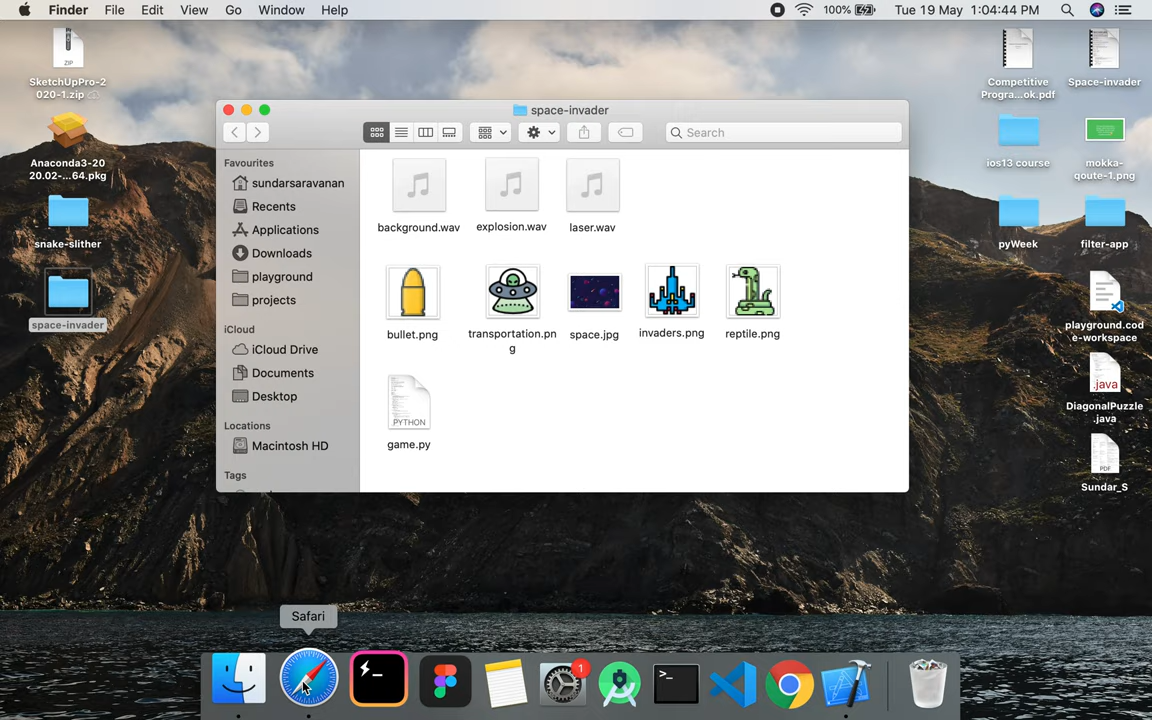 Finder File Edit View Go Window Help
100% Tue 19 May 1:04:44 PM
space-invader
Search
Favourites
sundarsaravanan
Recents
Applications
Downloads
playground
projects
iCloud
iCloud Drive
Documents
Desktop
Locations
Macintosh HD
Tags
background.wav
explosion.wav
laser.wav
bullet.png
transportation.pn
g
space.jpg
invaders.png
reptile.png
PYTHON
game.py
ZIP
SketchUpPro-2
020-1.zip
Anaconda3-20
20.02-...64.pkg
snake-slither
space-invader
Competitive
Progra...ok.pdf
Space-invader
ios13 course
mokka-
qoute-1.png
pyWeek
filter-app
playground.cod
e-workspace
.java
DiagonalPuzzle
.java
PDF
Sundar_S
Safari
1